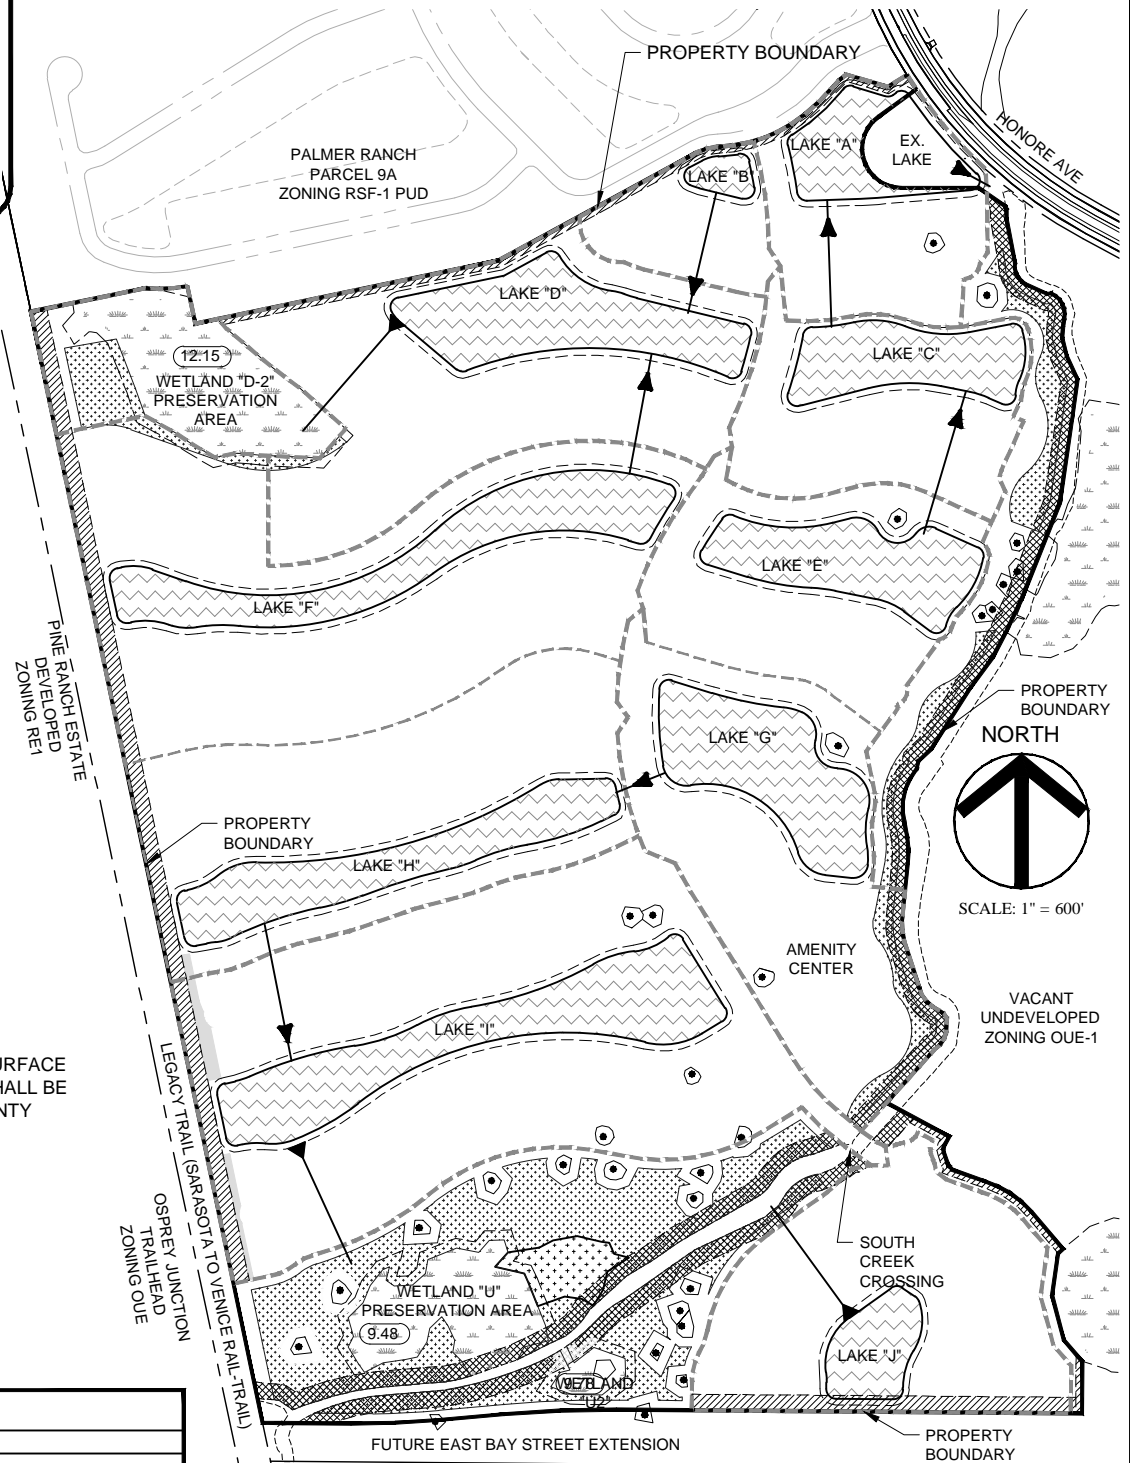 PROPERTY BOUNDARY
HONORE AVE
PALMER RANCH
PARCEL 9A
ZONING RSF-1 PUD
LAKE "A"
EX.
LAKE
LAKE "B"
LAKE "D"
LAKE "C"
12.15
WETLAND "D-2"
PRESERVATION
AREA
LAKE "E"
LAKE "F"
PINE RANCH ESTATE
DEVELOPED
ZONING RE1
PROPERTY
BOUNDARY
NORTH
LAKE "G"
PROPERTY
BOUNDARY
LAKE "H"
SCALE: 1" = 600'
AMENITY
CENTER
VACANT
UNDEVELOPED
ZONING OUE-1
LAKE "I"
URFACE
HALL BE
NTY
LEGACY TRAIL (SARASOTA TO VENICE RAIL-TRAIL)
OSPREY JUNCTION
TRAILHEAD
ZONING OUE
SOUTH
CREEK
CROSSING
WETLAND "U"
PRESERVATION AREA
9.48
LAKE "J"
WETLAND
FUTURE EAST BAY STREET EXTENSION
PROPERTY
BOUNDARY